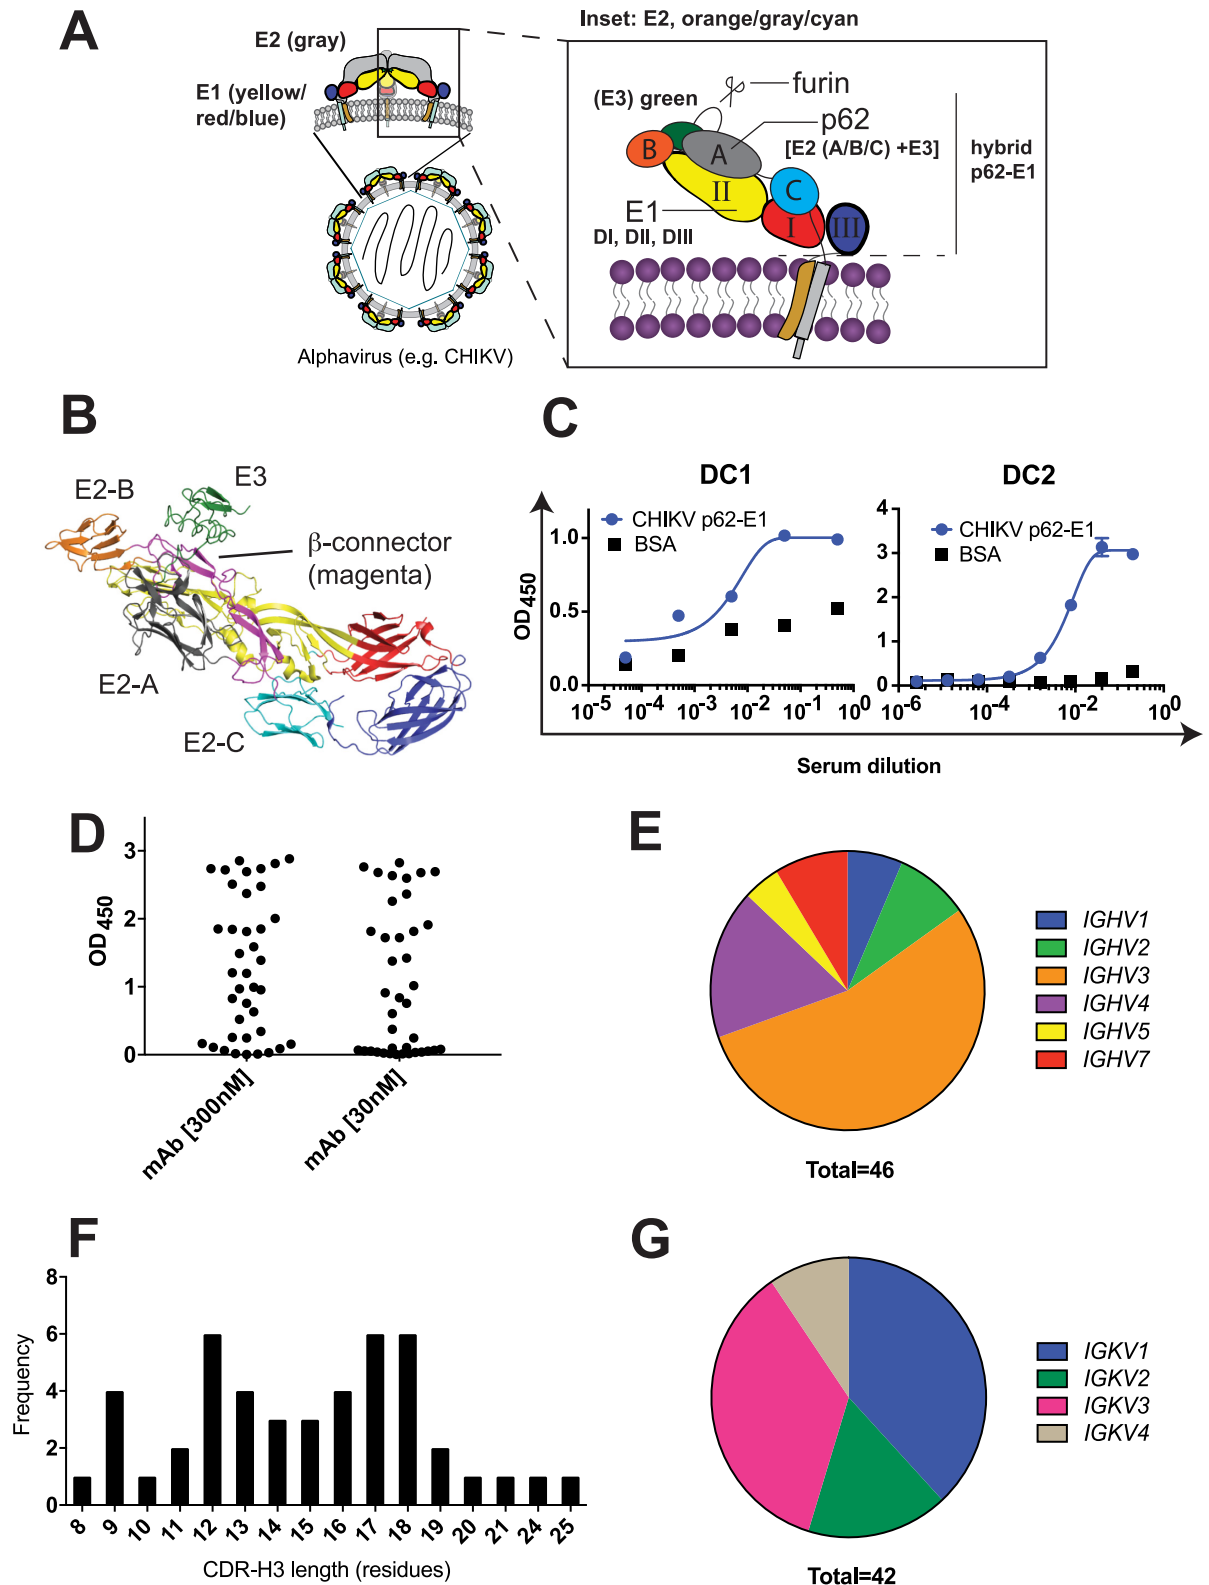 A
Inset: E2, orange/gray/cyan
E2 (gray)
E1 (yellow/
red/blue)
furin
(E3) green
p62
[E2 (A/B/C) +E3]
hybrid
p62-E1
B
A
C
II
I
III
E1
DI, DII, DIII
Alphavirus (e.g. CHIKV)
B
E2-B
E3
β-connector
(magenta)
E2-A
E2-C
C
DC1
DC2
CHIKV p62-E1
BSA
CHIKV p62-E1
BSA
OD450
1.0
0.5
0.0
10-5 10-4 10-3 10-2 10-1 100
4
3
2
1
0
10-6 10-4 10-2 100
Serum dilution
D
OD450
3
2
1
0
mAb [300nM]
mAb [30nM]
E
IGHV1
IGHV2
IGHV3
IGHV4
IGHV5
IGHV7
Total=46
F
Frequency
8
6
4
2
0
8 9 10 11 12 13 14 15 16 17 18 19 20 21 24 25
CDR-H3 length (residues)
G
IGKV1
IGKV2
IGKV3
IGKV4
Total=42